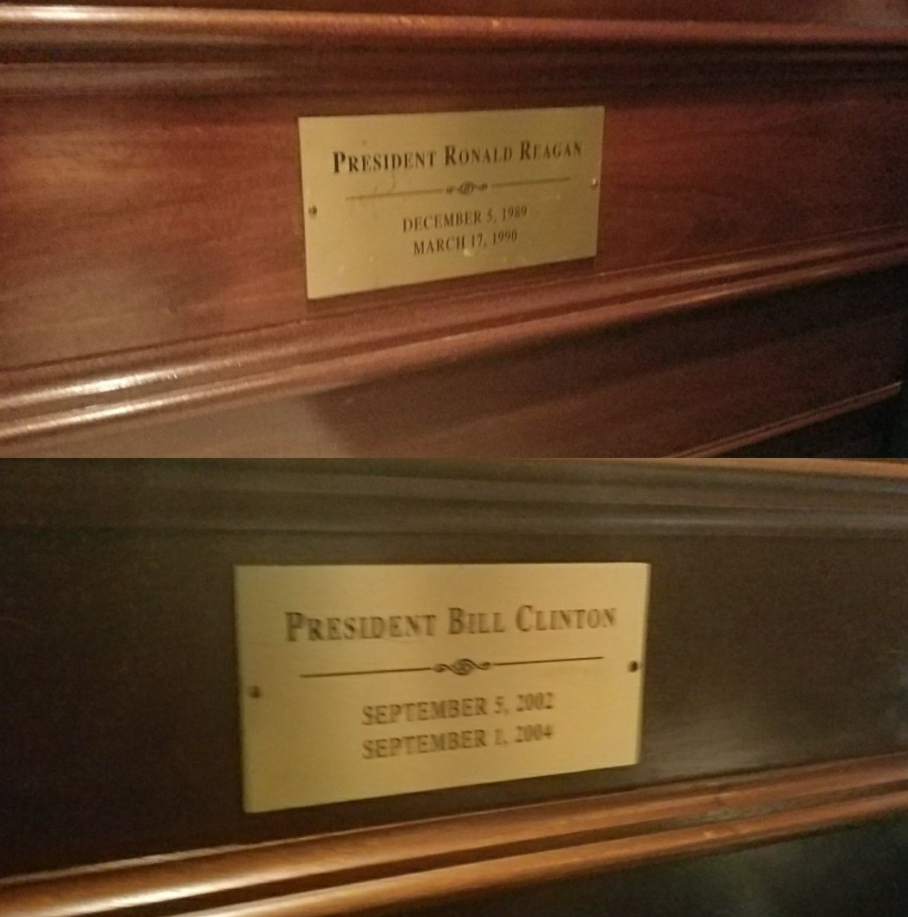 PRESIDENT RONALD REAGAN
DECEMBER 5, 1989
MARCH 17, 1990
PRESIDENT BILL CLINTON
SEPTEMBER 5, 2002
SEPTEMBER 1, 2004